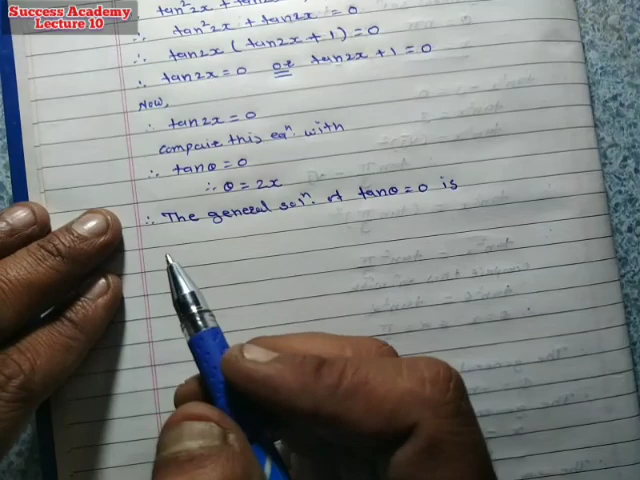 Success Academy
Lecture 10
∴ tan²2x + tan2x = 0
∴ tan2x (tan2x + 1) = 0
∴ tan2x = 0 or tan2x + 1 = 0
Now,
∴ tan2x = 0
compare this eqⁿ. with
∴ tanθ = 0
∴ θ = 2x
∴ The general solⁿ. of tanθ = 0 is